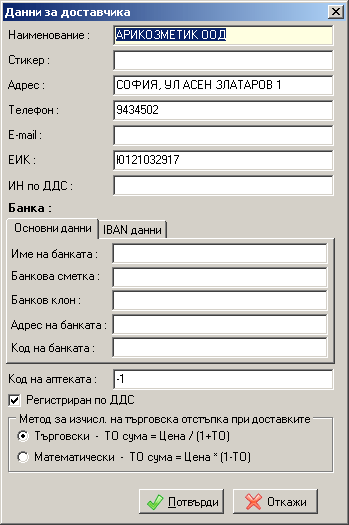 Данни за доставчика
Наименование : АРИКОЗМЕТИК ООД
Стикер :
Адрес : СОФИЯ, УЛ АСЕН ЗЛАТАРОВ 1
Телефон : 9434502
E-mail :
ЕИК : Ю121032917
ИН по ДДС :
Банка :
Основни данни IBAN данни
Име на банката :
Банкова сметка :
Банков клон :
Адрес на банката :
Код на банката :
Код на аптеката : -1
Регистриран по ДДС
Метод за изчисл. на търговска отстъпка при доставките
Търговски - ТО сума = Цена / (1+ТО)
Математически - ТО сума = Цена * (1-ТО)
Потвърди Откажи